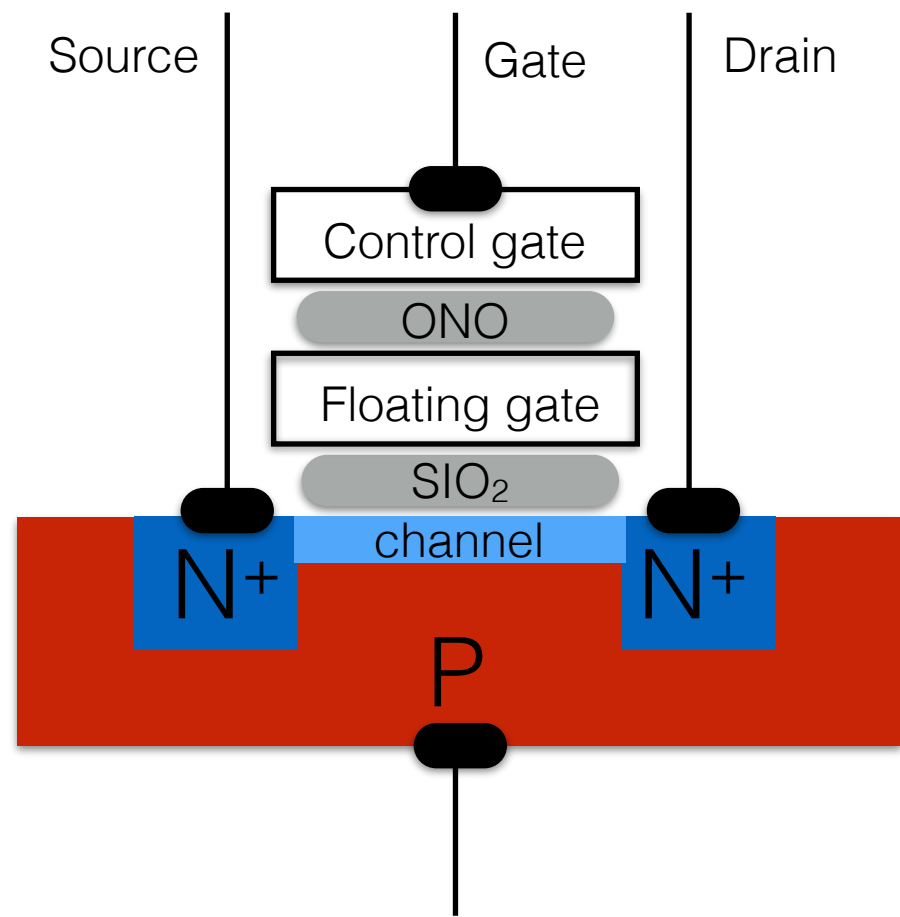 Source
Gate
Drain
Control gate
ONO
Floating gate
SIO₂
channel
N⁺
N⁺
P